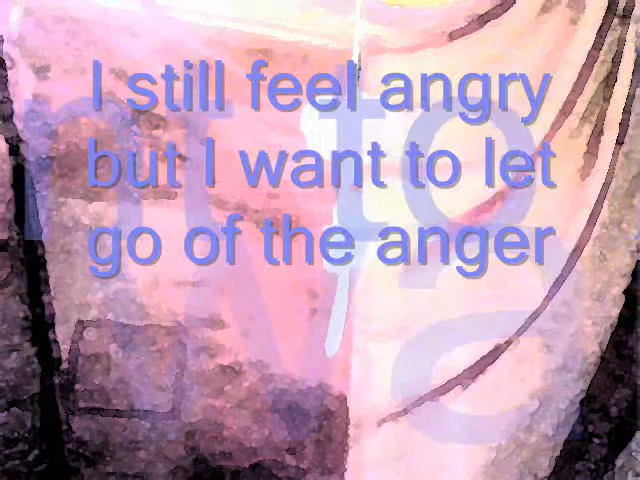 I still feel angry
but I want to let
go of the anger